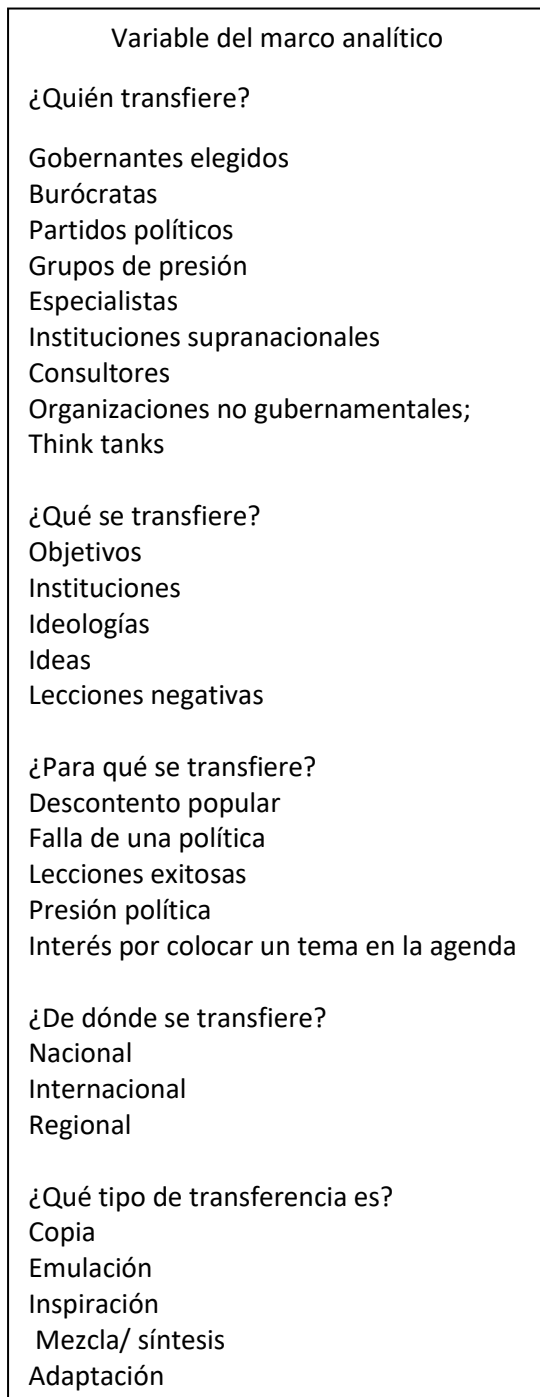 Variable del marco analítico
¿Quién transfiere?
Gobernantes elegidos
Burócratas
Partidos políticos
Grupos de presión
Especialistas
Instituciones supranacionales
Consultores
Organizaciones no gubernamentales;
Think tanks
¿Qué se transfiere?
Objetivos
Instituciones
Ideologías
Ideas
Lecciones negativas
¿Para qué se transfiere?
Descontento popular
Falla de una política
Lecciones exitosas
Presión política
Interés por colocar un tema en la agenda
¿De dónde se transfiere?
Nacional
Internacional
Regional
¿Qué tipo de transferencia es?
Copia
Emulación
Inspiración
Mezcla/ síntesis
Adaptación